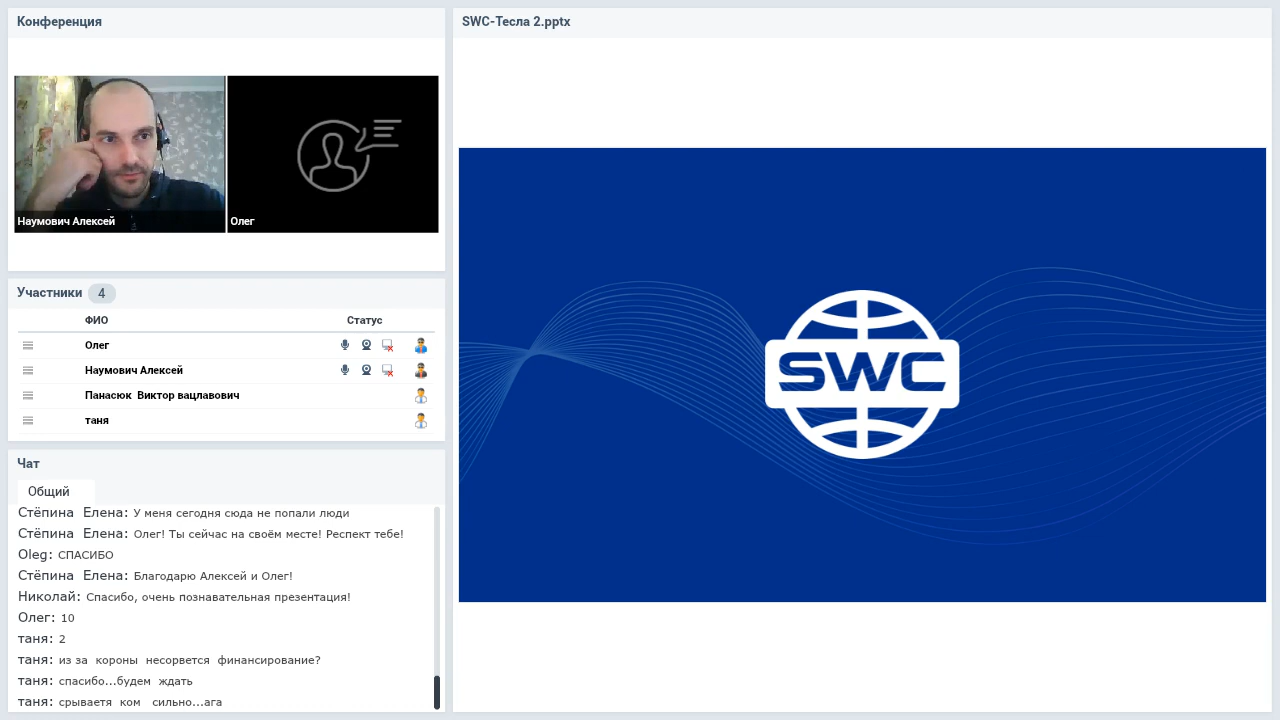 Конференция
Наумович Алексей
Олег
Участники 4
ФИО Статус
Олег
Наумович Алексей
Панасюк Виктор вацлавович
таня
Чат
Общий
Стёпина Елена: У меня сегодня сюда не попали люди
Стёпина Елена: Олег! Ты сейчас на своём месте! Респект тебе!
Oleg: СПАСИБО
Стёпина Елена: Благодарю Алексей и Олег!
Николай: Спасибо, очень познавательная презентация!
Олег: 10
таня: 2
таня: из за короны несорвется финансирование?
таня: спасибо...будем ждать
таня: срываетя ком сильно...ага
SWC-Тесла 2.pptx
SWC